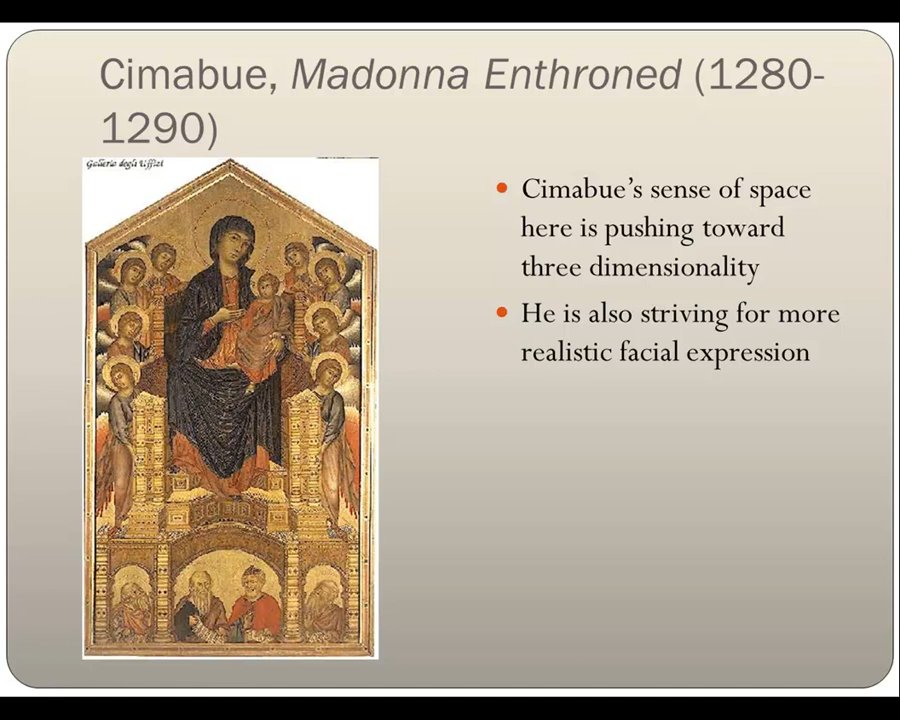 Cimabue, Madonna Enthroned (1280-
1290)
Galleria degli Uffizi
• Cimabue’s sense of space
here is pushing toward
three dimensionality
• He is also striving for more
realistic facial expression